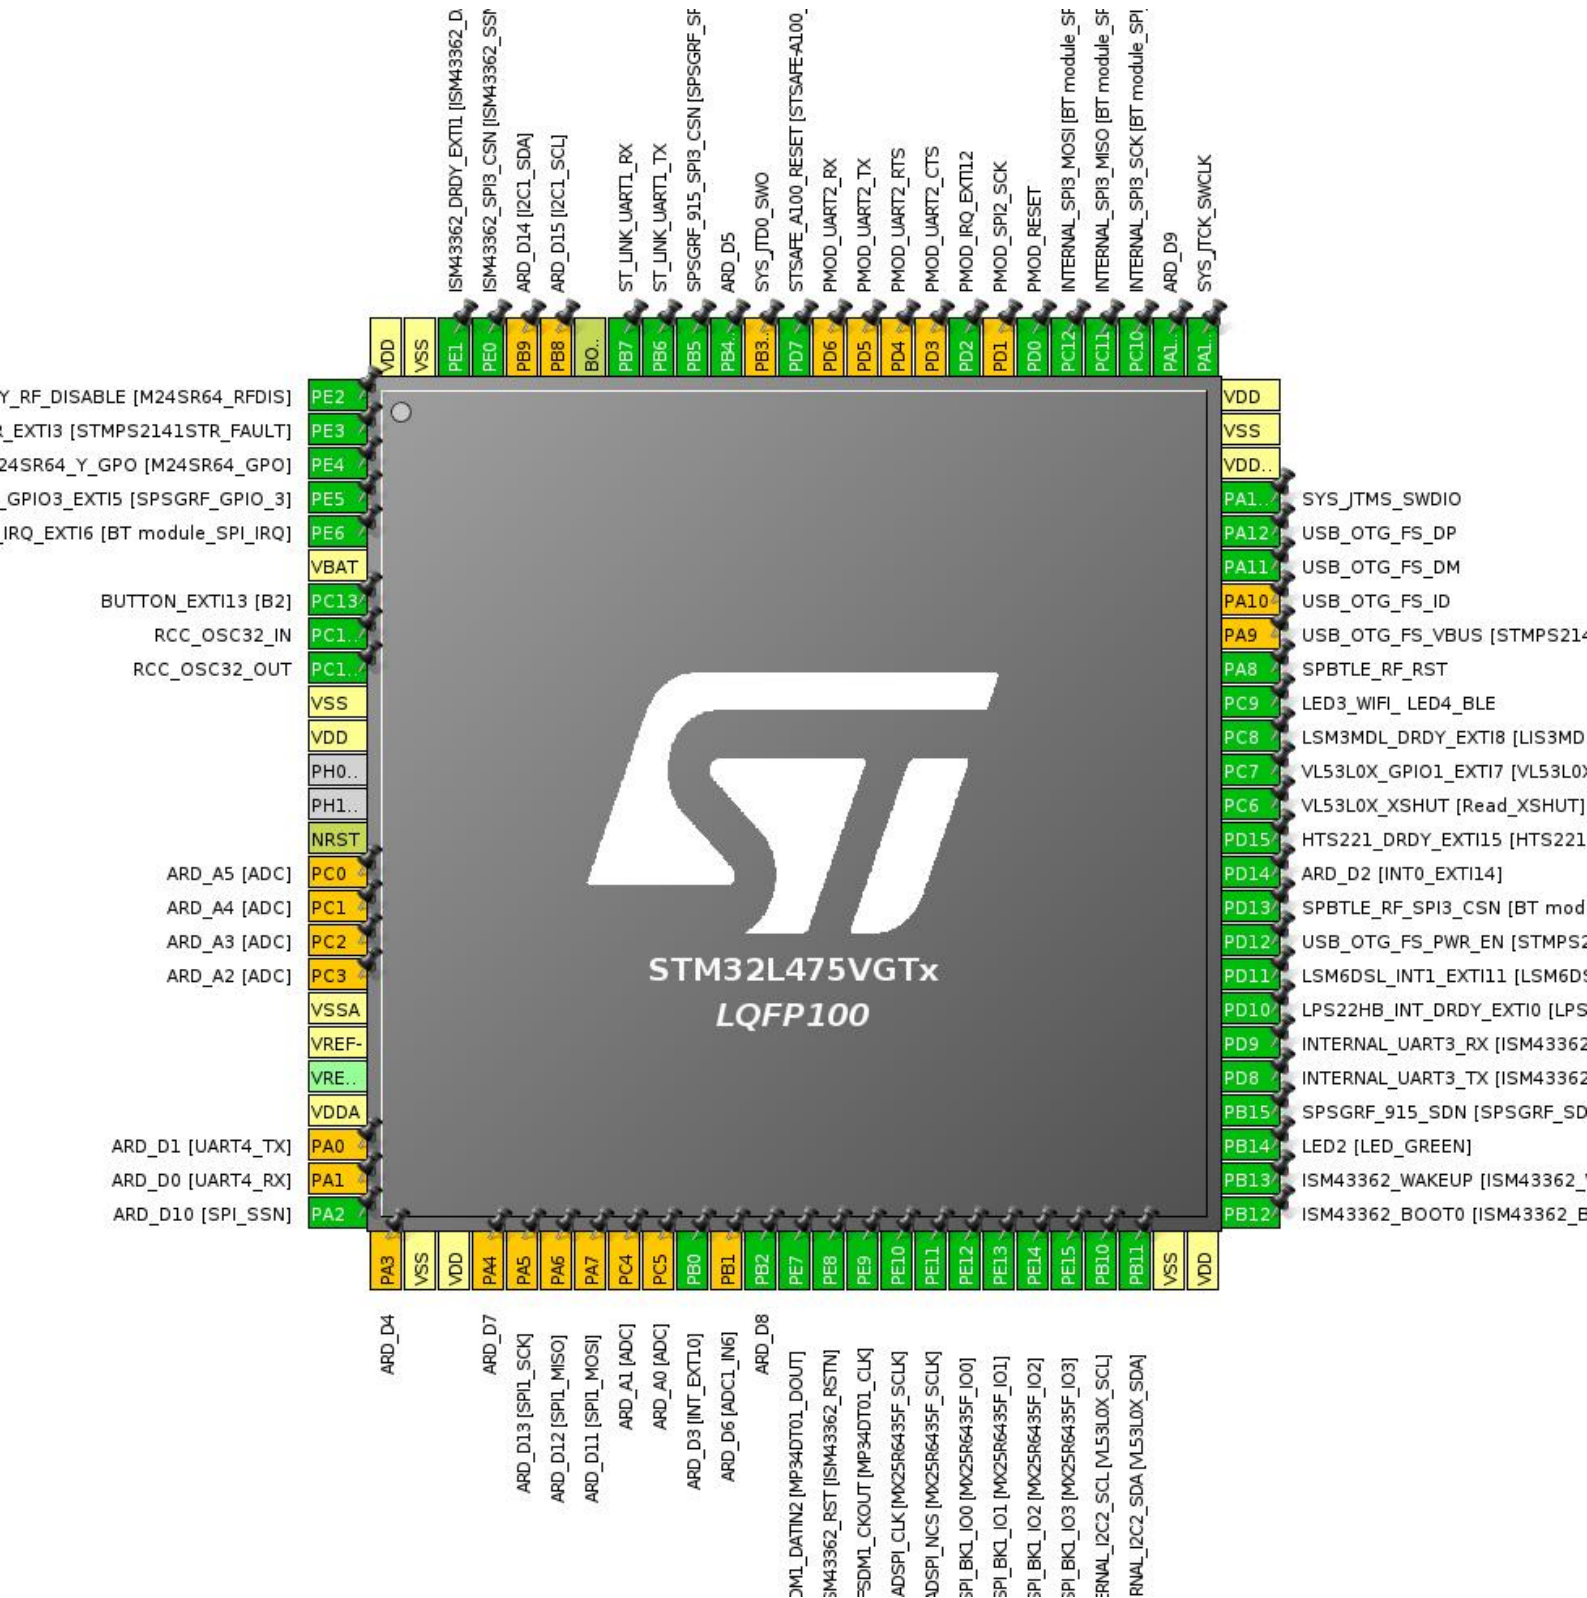 ISM43362_DRDY_EXTI1 [ISM43362_D
ISM43362_SPI3_CSN [ISM43362_SSN
ARD_D14 [I2C1_SDA]
ARD_D15 [I2C1_SCL]
ST_LINK_UART1_RX
ST_LINK_UART1_TX
SPSGRF_915_SPI3_CSN [SPSGRF_SP
ARD_D5
SYS_JTD0_SWO
STSAFE_A100_RESET [STSAFE-A100_
PMOD_UART2_RX
PMOD_UART2_TX
PMOD_UART2_RTS
PMOD_UART2_CTS
PMOD_IRQ_EXTI12
PMOD_SPI2_SCK
PMOD_RESET
INTERNAL_SPI3_MOSI [BT module_SP
INTERNAL_SPI3_MISO [BT module_SP
INTERNAL_SPI3_SCK [BT module_SPI
ARD_D9
SYS_JTCK_SWCLK
VDD
VSS
PE1
PE0
PB9
PB8
BO..
PB7
PB6
PB5
PB4..
PB3..
PD7
PD6
PD5
PD4
PD3
PD2
PD1
PD0
PC12
PC11
PC10
PA1..
PA1..
Y_RF_DISABLE [M24SR64_RFDIS] PE2
R_EXTI3 [STMPS2141STR_FAULT] PE3
24SR64_Y_GPO [M24SR64_GPO] PE4
_GPIO3_EXTI5 [SPSGRF_GPIO_3] PE5
_IRQ_EXTI6 [BT module_SPI_IRQ] PE6
VBAT
BUTTON_EXTI13 [B2] PC13
RCC_OSC32_IN PC1..
RCC_OSC32_OUT PC1..
VSS
VDD
PH0..
PH1..
NRST
ARD_A5 [ADC] PC0
ARD_A4 [ADC] PC1
ARD_A3 [ADC] PC2
ARD_A2 [ADC] PC3
VSSA
VREF-
VRE..
VDDA
ARD_D1 [UART4_TX] PA0
ARD_D0 [UART4_RX] PA1
ARD_D10 [SPI_SSN] PA2
STM32L475VGTx
LQFP100
VDD
VSS
VDD..
PA1.. SYS_JTMS_SWDIO
PA12 USB_OTG_FS_DP
PA11 USB_OTG_FS_DM
PA10 USB_OTG_FS_ID
PA9 USB_OTG_FS_VBUS [STMPS214
PA8 SPBTLE_RF_RST
PC9 LED3_WIFI_ LED4_BLE
PC8 LSM3MDL_DRDY_EXTI8 [LIS3MD
PC7 VL53L0X_GPIO1_EXTI7 [VL53L0X
PC6 VL53L0X_XSHUT [Read_XSHUT]
PD15 HTS221_DRDY_EXTI15 [HTS221
PD14 ARD_D2 [INT0_EXTI14]
PD13 SPBTLE_RF_SPI3_CSN [BT mod
PD12 USB_OTG_FS_PWR_EN [STMPS2
PD11 LSM6DSL_INT1_EXTI11 [LSM6DS
PD10 LPS22HB_INT_DRDY_EXTI0 [LPS
PD9 INTERNAL_UART3_RX [ISM43362
PD8 INTERNAL_UART3_TX [ISM43362
PB15 SPSGRF_915_SDN [SPSGRF_SD
PB14 LED2 [LED_GREEN]
PB13 ISM43362_WAKEUP [ISM43362_
PB12 ISM43362_BOOT0 [ISM43362_B
PA3
VSS
VDD
PA4
PA5
PA6
PA7
PC4
PC5
PB0
PB1
PB2
PE7
PE8
PE9
PE10
PE11
PE12
PE13
PE14
PE15
PB10
PB11
VSS
VDD
ARD_D4
ARD_D7
ARD_D13 [SPI1_SCK]
ARD_D12 [SPI1_MISO]
ARD_D11 [SPI1_MOSI]
ARD_A1 [ADC]
ARD_A0 [ADC]
ARD_D3 [INT_EXT10]
ARD_D6 [ADC1_IN6]
ARD_D8
DM1_DATIN2 [MP34DT01_DOUT]
SM43362_RST [ISM43362_RSTN]
FSDM1_CKOUT [MP34DT01_CLK]
ADSPI_CLK [MX25R6435F_SCLK]
ADSPI_NCS [MX25R6435F_SCLK]
SPI_BK1_IO0 [MX25R6435F_IO0]
SPI_BK1_IO1 [MX25R6435F_IO1]
SPI_BK1_IO2 [MX25R6435F_IO2]
SPI_BK1_IO3 [MX25R6435F_IO3]
ERNAL_I2C2_SCL [VL53L0X_SCL]
RNAL_I2C2_SDA [VL53L0X_SDA]